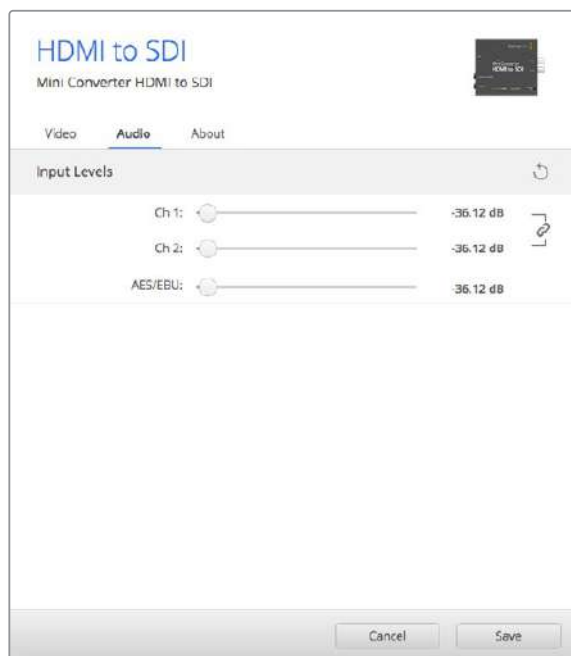 HDMI to SDI
Mini Converter HDMI to SDI
Video Audio About
Input Levels
Ch 1: -36.12 dB
Ch 2: -36.12 dB
AES/EBU: -36.12 dB
Cancel Save